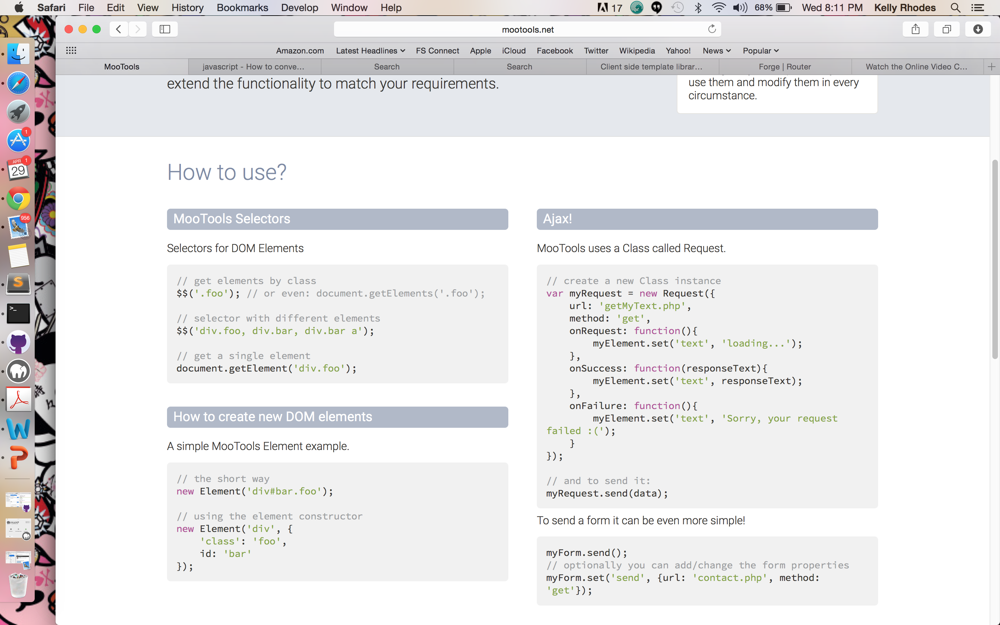 Safari File Edit View History Bookmarks Develop Window Help 17 68% Wed 8:11 PM Kelly Rhodes
mootools.net
Amazon.com Latest Headlines FS Connect Apple iCloud Facebook Twitter Wikipedia Yahoo! News Popular
MooTools javascript - How to conve... Search Search Client side template librar... Forge | Router Watch the Online Video C...
extend the functionality to match your requirements.
use them and modify them in every
circumstance.
How to use?
MooTools Selectors
Selectors for DOM Elements
// get elements by class
$$('.foo'); // or even: document.getElements('.foo');
// selector with different elements
$$('div.foo, div.bar, div.bar a');
// get a single element
document.getElement('div.foo');
How to create new DOM elements
A simple MooTools Element example.
// the short way
new Element('div#bar.foo');
// using the element constructor
new Element('div', {
    'class': 'foo',
    id: 'bar'
});
Ajax!
MooTools uses a Class called Request.
// create a new Class instance
var myRequest = new Request({
    url: 'getMyText.php',
    method: 'get',
    onRequest: function(){
        myElement.set('text', 'loading...');
    },
    onSuccess: function(responseText){
        myElement.set('text', responseText);
    },
    onFailure: function(){
        myElement.set('text', 'Sorry, your request
failed :(');
    }
});
// and to send it:
myRequest.send(data);
To send a form it can be even more simple!
myForm.send();
// optionally you can add/change the form properties
myForm.set('send', {url: 'contact.php', method:
'get'});
1
APR 1
29
956
S
>_
W
P
MAMP